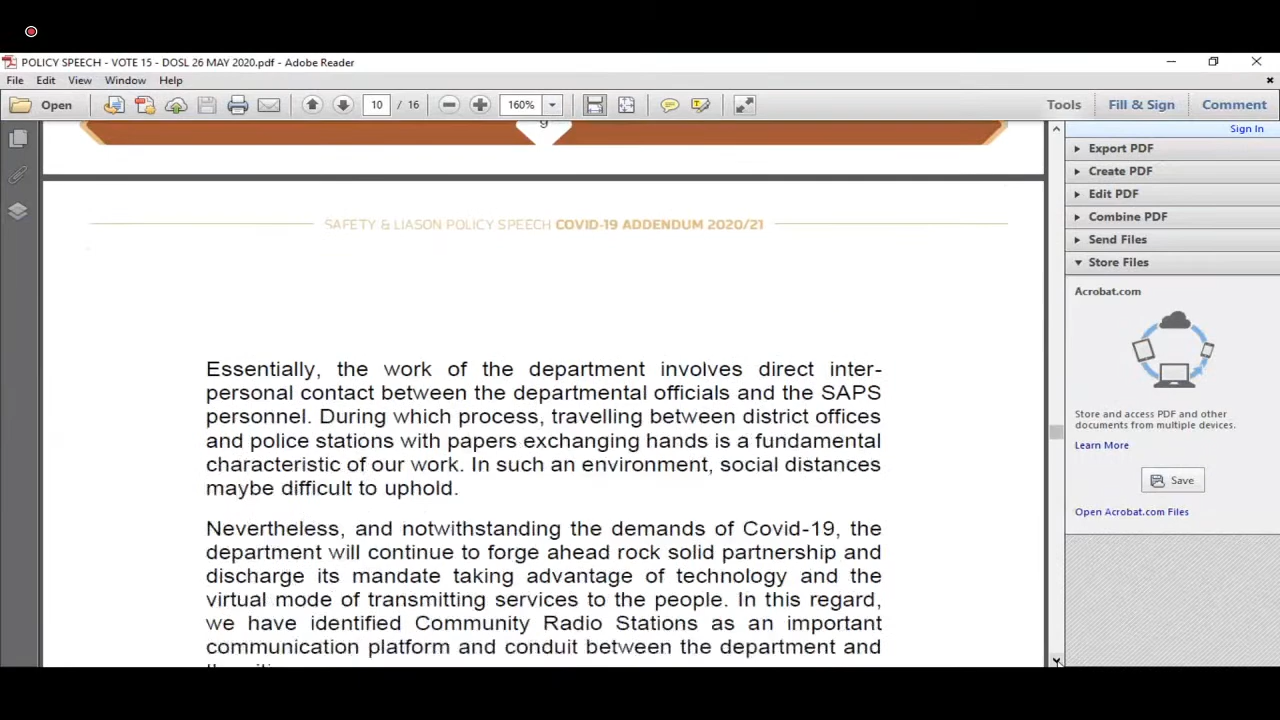 POLICY SPEECH - VOTE 15 - DOSL 26 MAY 2020.pdf - Adobe Reader
File Edit View Window Help
Open 10 / 16 160% Tools Fill & Sign Comment
Sign In
9
Export PDF
Create PDF
Edit PDF
Combine PDF
Send Files
Store Files
Acrobat.com
Store and access PDF and other
documents from multiple devices.
Learn More
Save
Open Acrobat.com Files
SAFETY & LIASON POLICY SPEECH COVID-19 ADDENDUM 2020/21
Essentially, the work of the department involves direct inter-
personal contact between the departmental officials and the SAPS
personnel. During which process, travelling between district offices
and police stations with papers exchanging hands is a fundamental
characteristic of our work. In such an environment, social distances
maybe difficult to uphold.
Nevertheless, and notwithstanding the demands of Covid-19, the
department will continue to forge ahead rock solid partnership and
discharge its mandate taking advantage of technology and the
virtual mode of transmitting services to the people. In this regard,
we have identified Community Radio Stations as an important
communication platform and conduit between the department and